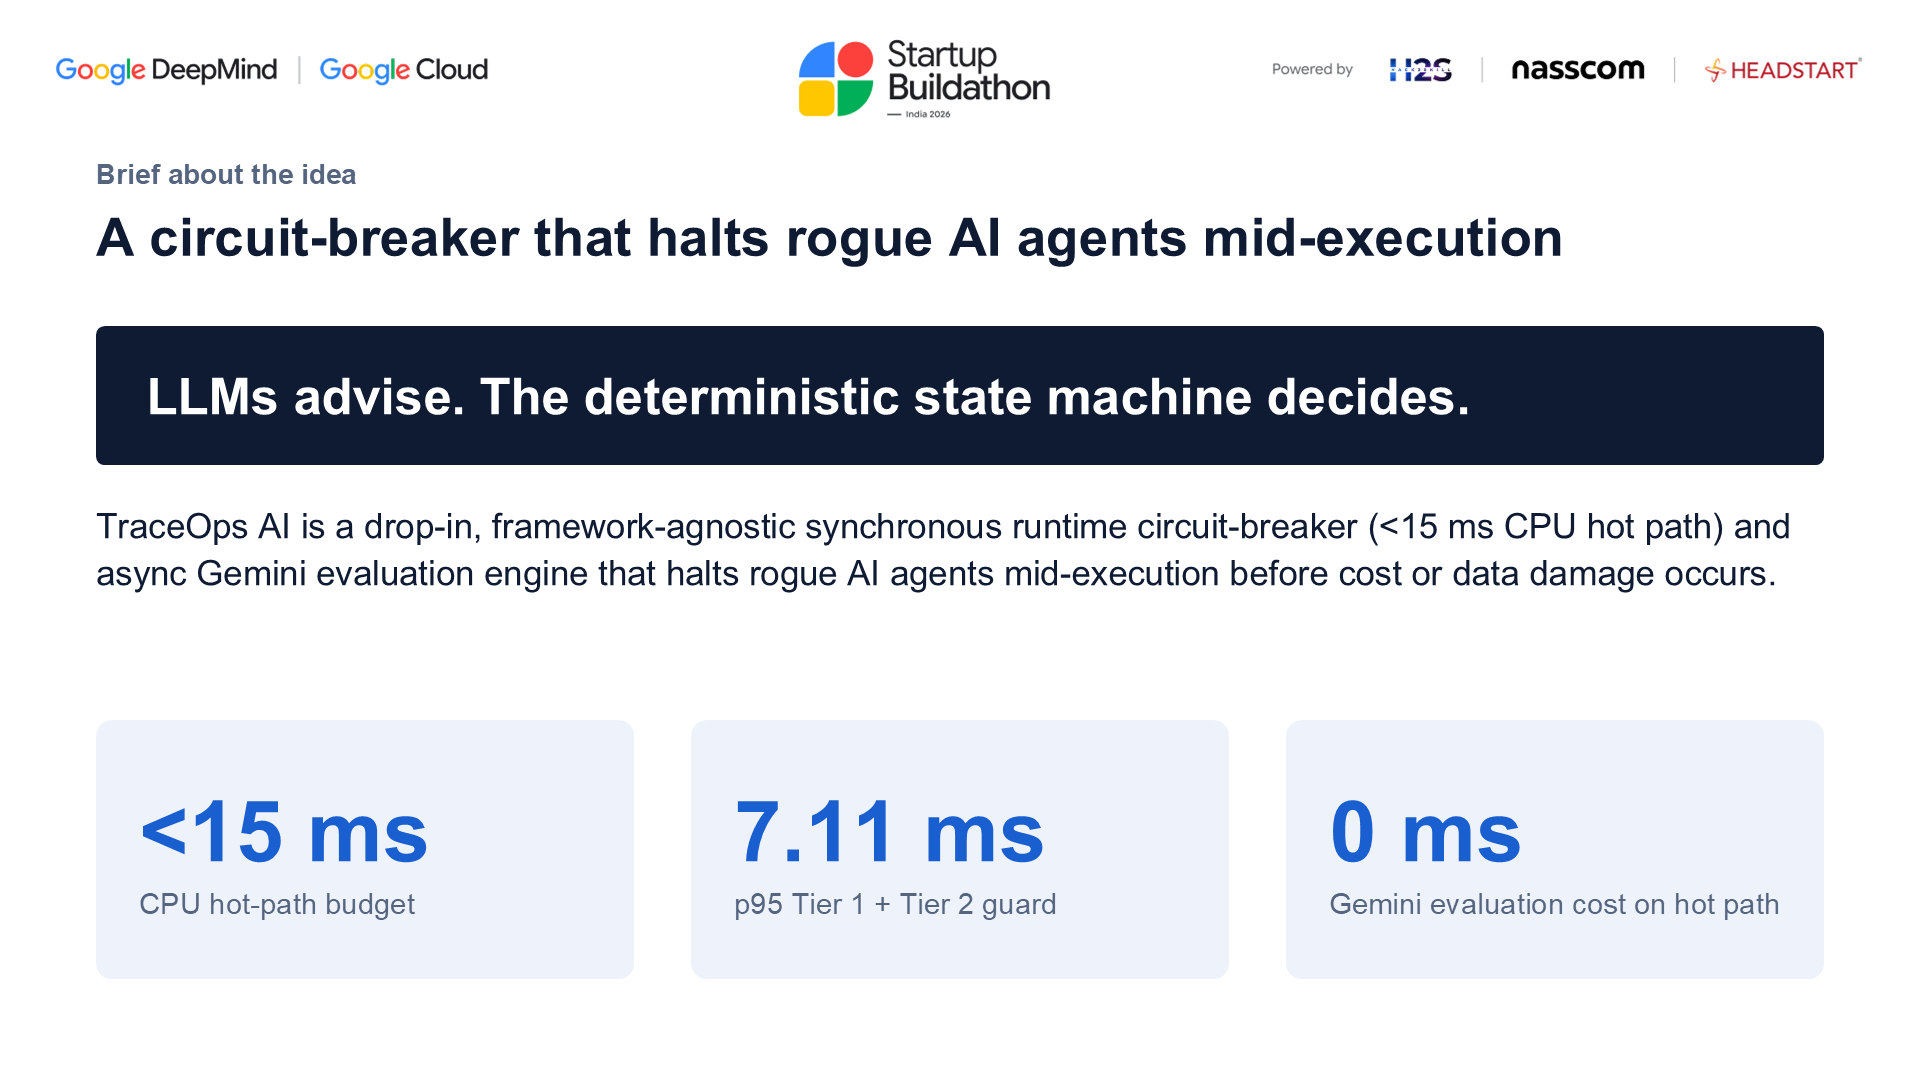 Google DeepMind | Google Cloud
Startup
Buildathon
— India 2026
Powered by H2S | nasscom | HEADSTART
Brief about the idea
A circuit-breaker that halts rogue AI agents mid-execution
LLMs advise. The deterministic state machine decides.
TraceOps AI is a drop-in, framework-agnostic synchronous runtime circuit-breaker (<15 ms CPU hot path) and
async Gemini evaluation engine that halts rogue AI agents mid-execution before cost or data damage occurs.
<15 ms
CPU hot-path budget
7.11 ms
p95 Tier 1 + Tier 2 guard
0 ms
Gemini evaluation cost on hot path